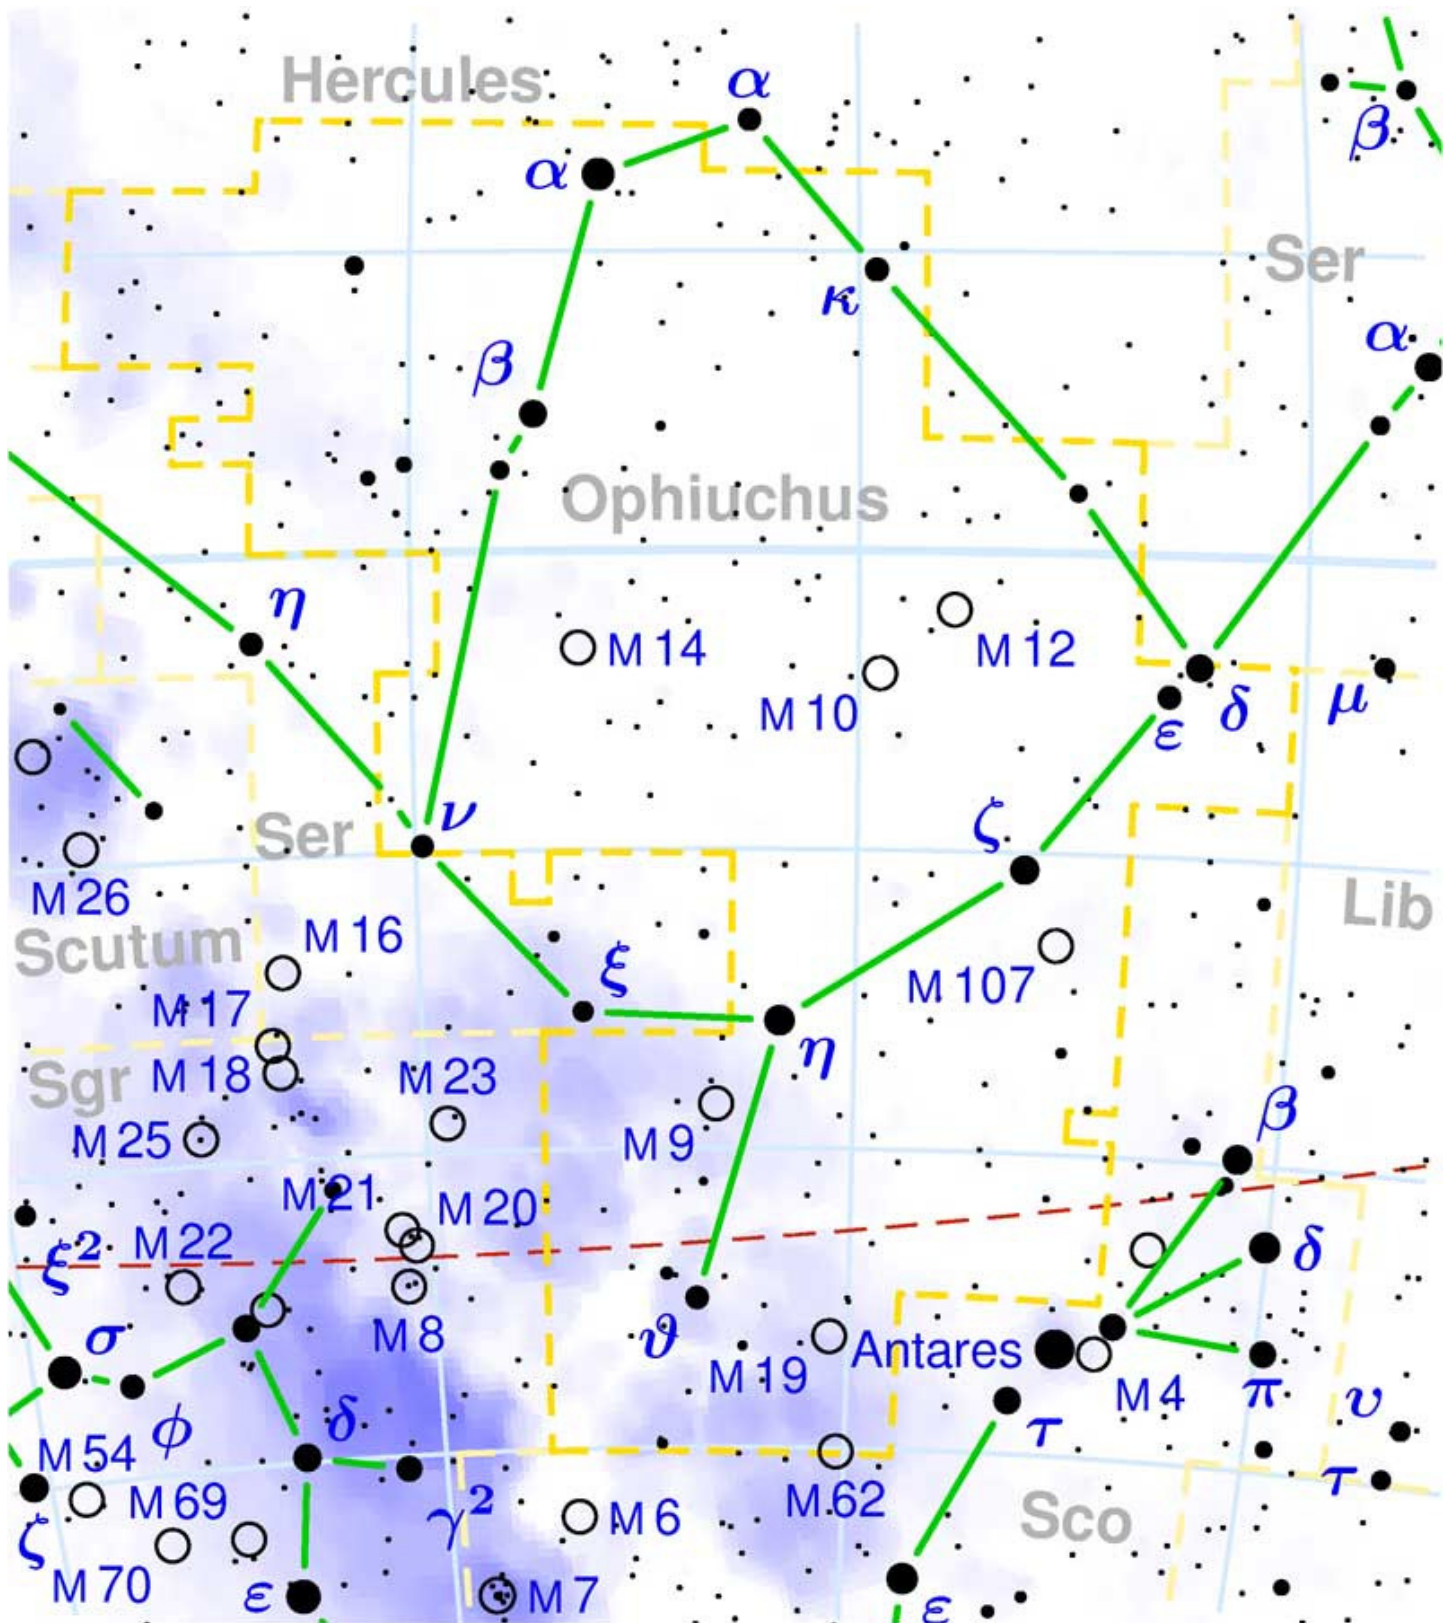 Hercules
α
α
β
Ser
κ
α
β
Ophiuchus
η
M 14
M 12
M 10
δ
μ
ε
ν
ζ
Ser
M 26
Lib
Scutum
M 16
ξ
M 107
M 17
η
Sgr
M 18
M 23
β
M 25
M 9
M 21
M 20
ξ²
M 22
δ
σ
M 8
ϑ
M 19
Antares
M 4
π
υ
φ
δ
τ
M 54
τ
M 69
γ²
M 6
M 62
Sco
ζ
M 70
ε
M 7
ε